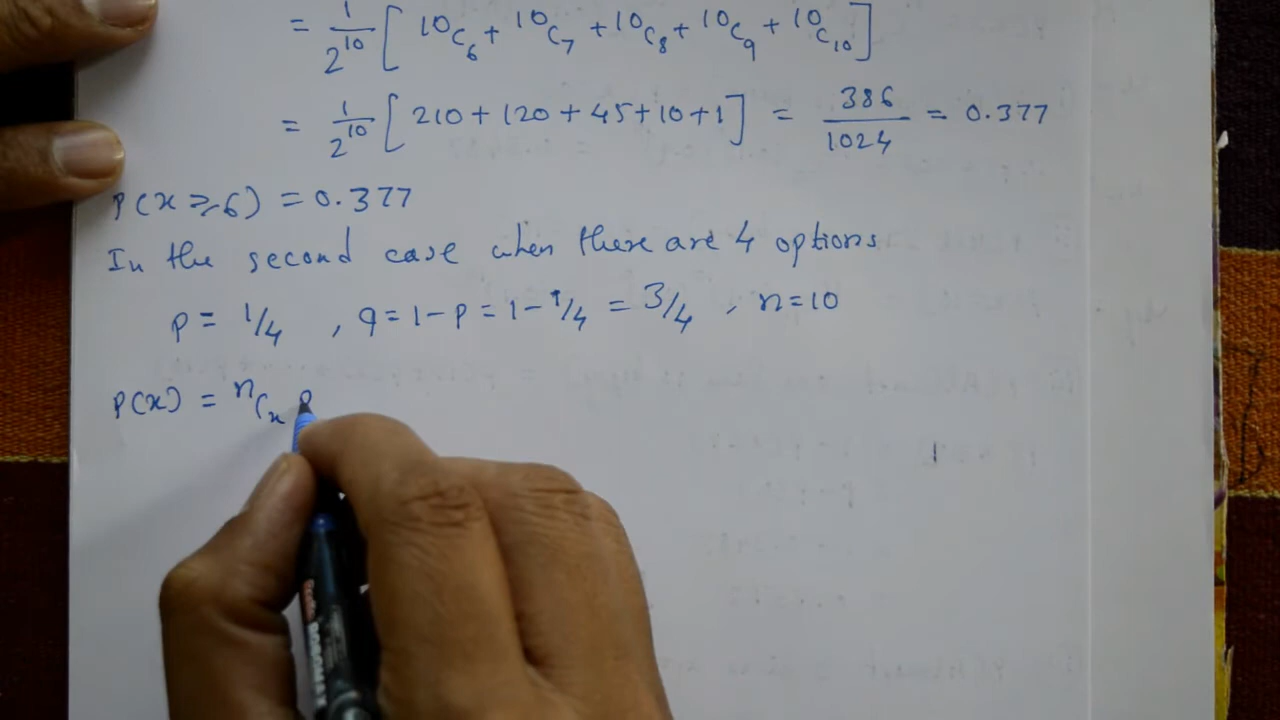 = 1/2^10 [ 10C6 + 10C7 + 10C8 + 10C9 + 10C10 ]
= 1/2^10 [ 210 + 120 + 45 + 10 + 1 ] = 386/1024 = 0.377
P(x ≥ 6) = 0.377
In the second case when there are 4 options
P = 1/4 , q = 1 - P = 1 - 1/4 = 3/4 , n = 10
P(x) = nCx P